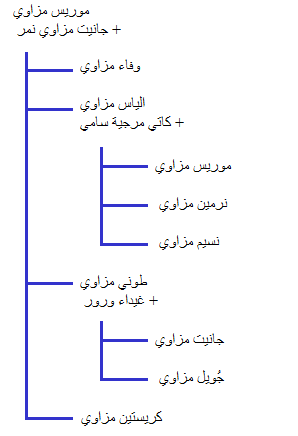 موريس مزاوي
+ جانيت مزاوي نمر
وفاء مزاوي
الياس مزاوي
+ كاتي مرجية سامي
موريس مزاوي
نرمين مزاوي
نسيم مزاوي
طوني مزاوي
+ غيداء ورور
جانيت مزاوي
جُويل مزاوي
كريستين مزاوي